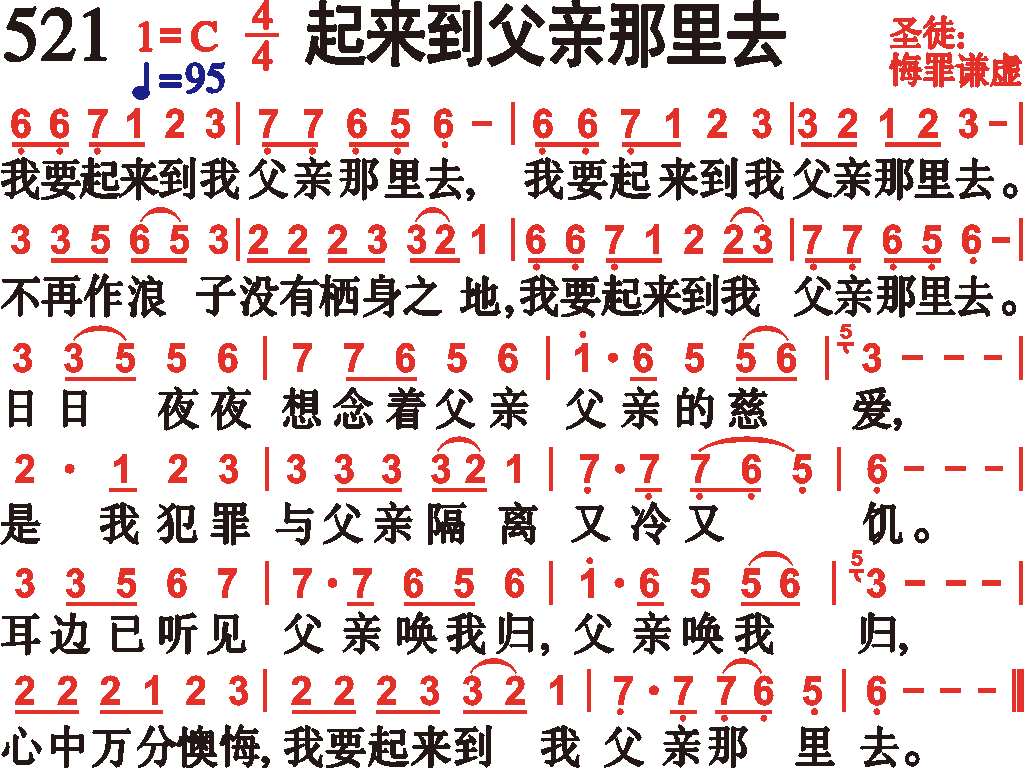 521 1=C 4/4 起来到父亲那里去 圣徒:
♩=95 悔罪谦虚
6 6 7 1 2 3 | 7 7 6 5 6 – | 6 6 7 1 2 3 | 3 2 1 2 3 – |
我要起来到我父亲那里去, 我要起来到我父亲那里去。
3 3 5 6 5 3 | 2 2 2 3 3 2 1 | 6 6 7 1 2 2 3 | 7 7 6 5 6 – |
不再作浪 子没有栖身之 地,我要起来到我 父亲那里去。
3 3 5 5 6 | 7 7 6 5 6 | 1 · 6 5 5 6 | 5 3 – – – |
日日 夜夜 想念着父亲 父亲的慈 爱,
2 · 1 2 3 | 3 3 3 3 2 1 | 7 · 7 7 6 5 | 6 – – – |
是 我犯罪 与父亲隔 离 又冷又 饥。
3 3 5 6 7 | 7 · 7 6 5 6 | 1 · 6 5 5 6 | 5 3 – – – |
耳边已听见 父亲唤我归,父亲唤我 归,
2 2 2 1 2 3 | 2 2 2 3 3 2 1 | 7 · 7 7 6 5 | 6 – – – ‖
心中万分懊悔,我要起来到 我 父亲那 里 去。